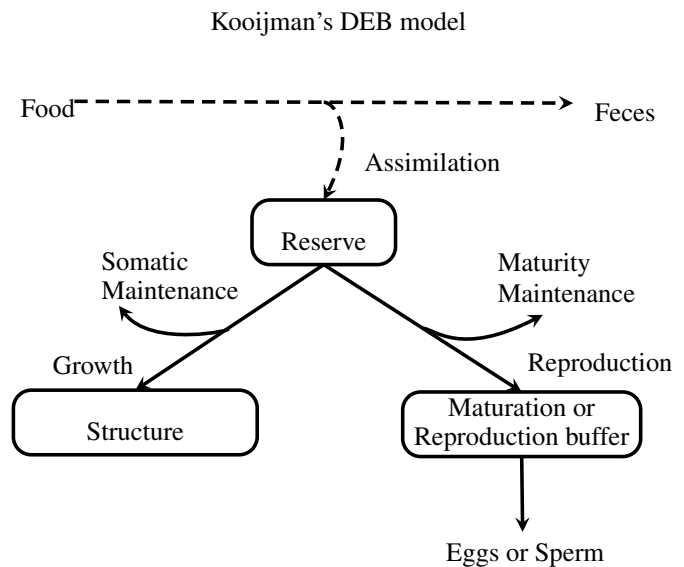 Kooijman's DEB model
Food
Feces
Assimilation
Reserve
Somatic
Maintenance
Maturity
Maintenance
Growth
Reproduction
Structure
Maturation or
Reproduction buffer
Eggs or Sperm